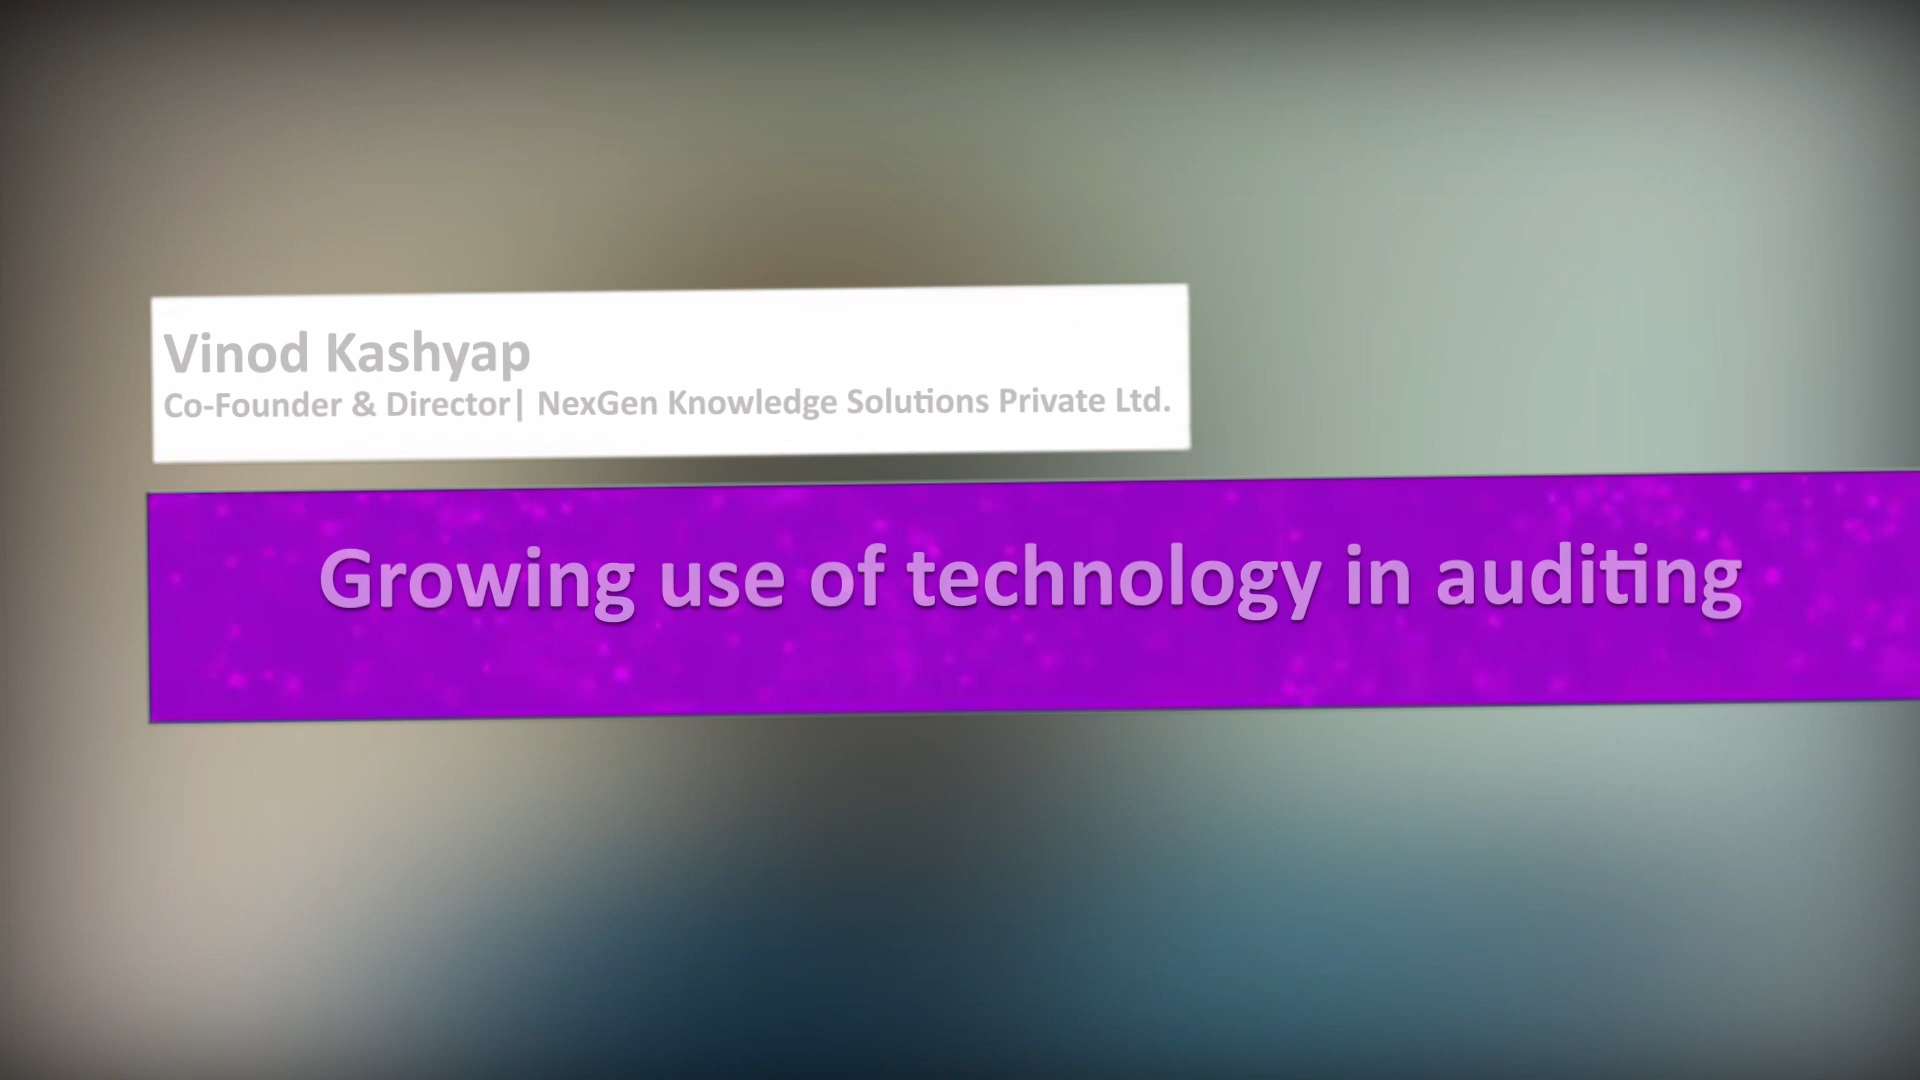 Vinod Kashyap
Co-Founder & Director| NexGen Knowledge Solutions Private Ltd.
Growing use of technology in auditing